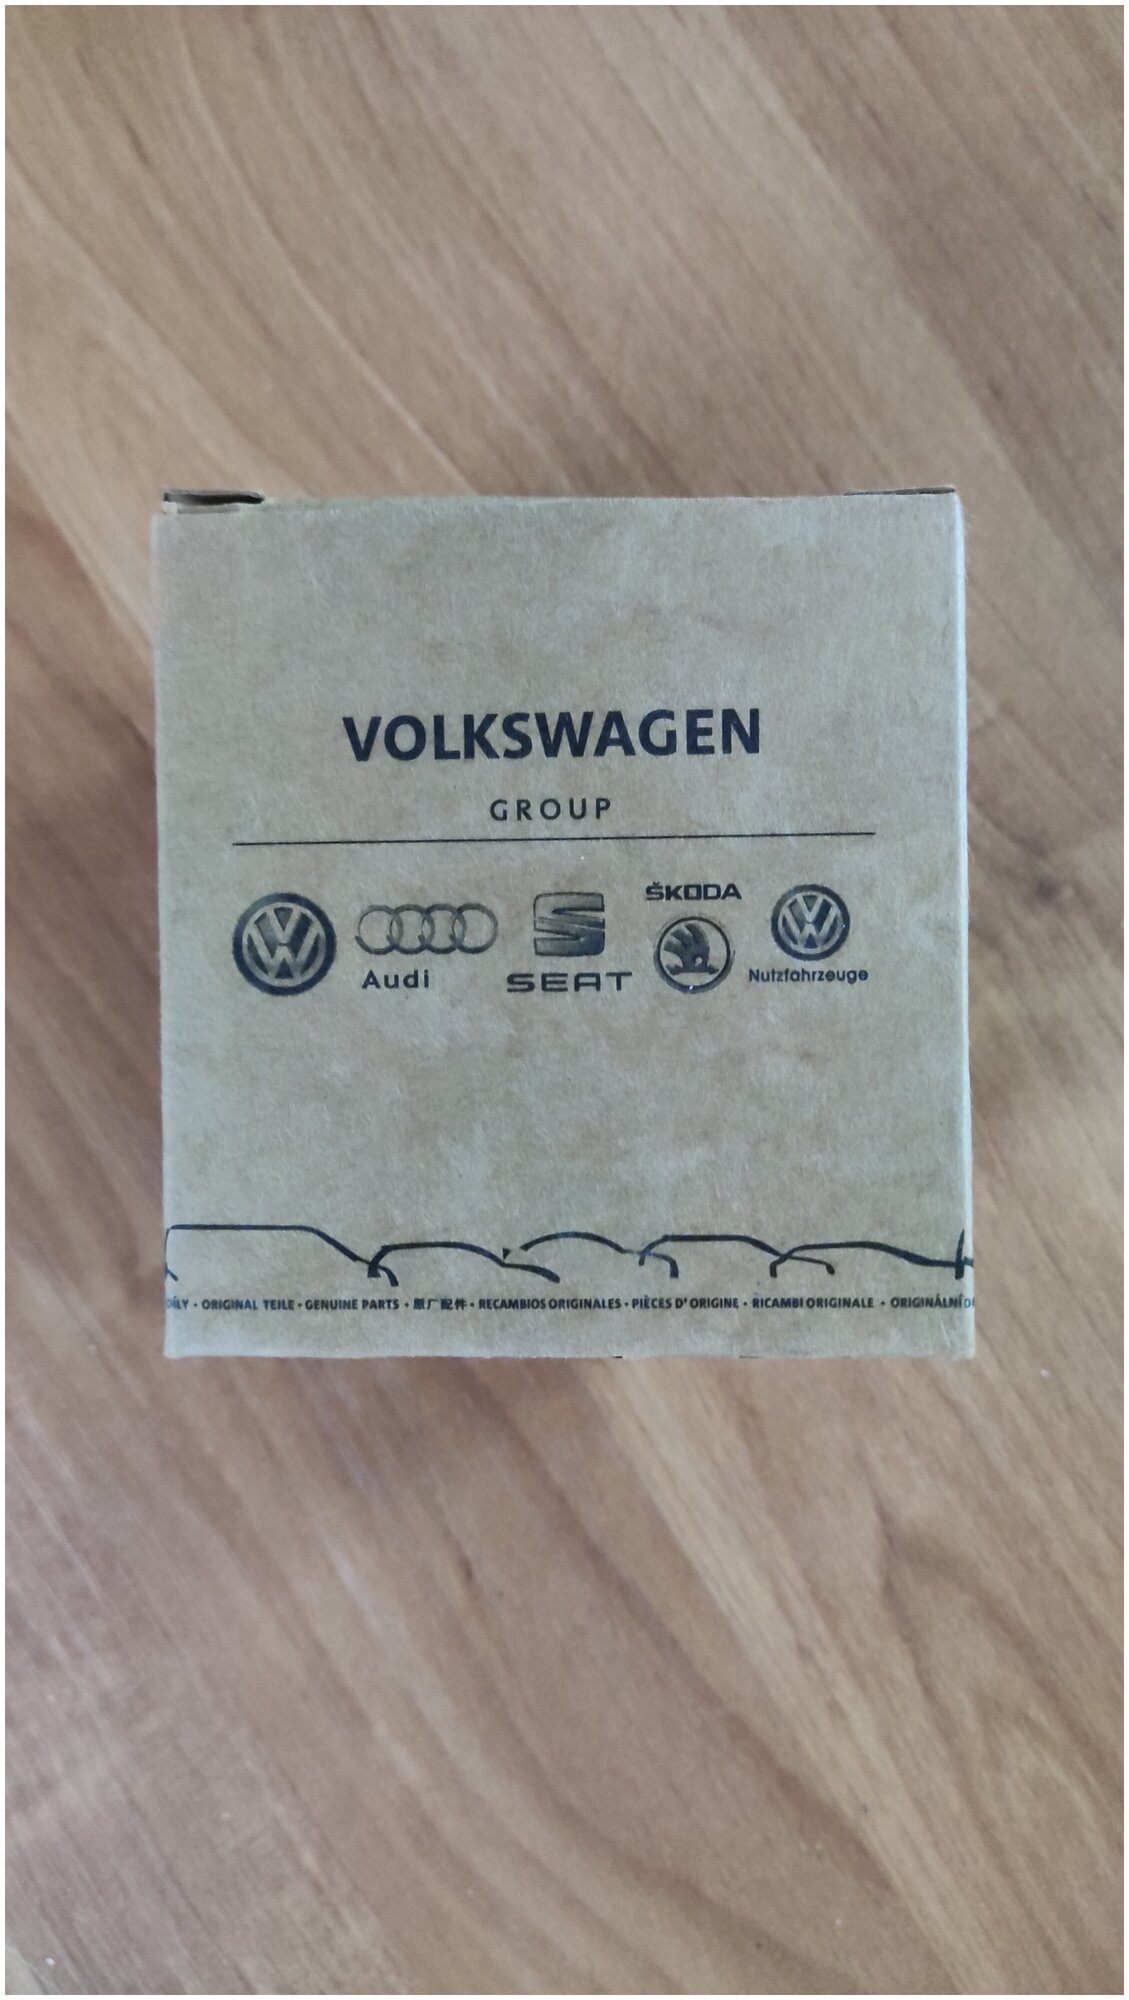 VOLKSWAGEN
GROUP
ŠKODA
Audi
SEAT
Nutzfahrzeuge
DÍLY · ORIGINAL TEILE · GENUINE PARTS · 原厂配件 · RECAMBIOS ORIGINALES · PIÈCES D'ORIGINE · RICAMBI ORIGINALE · ORIGINÁLNÍ